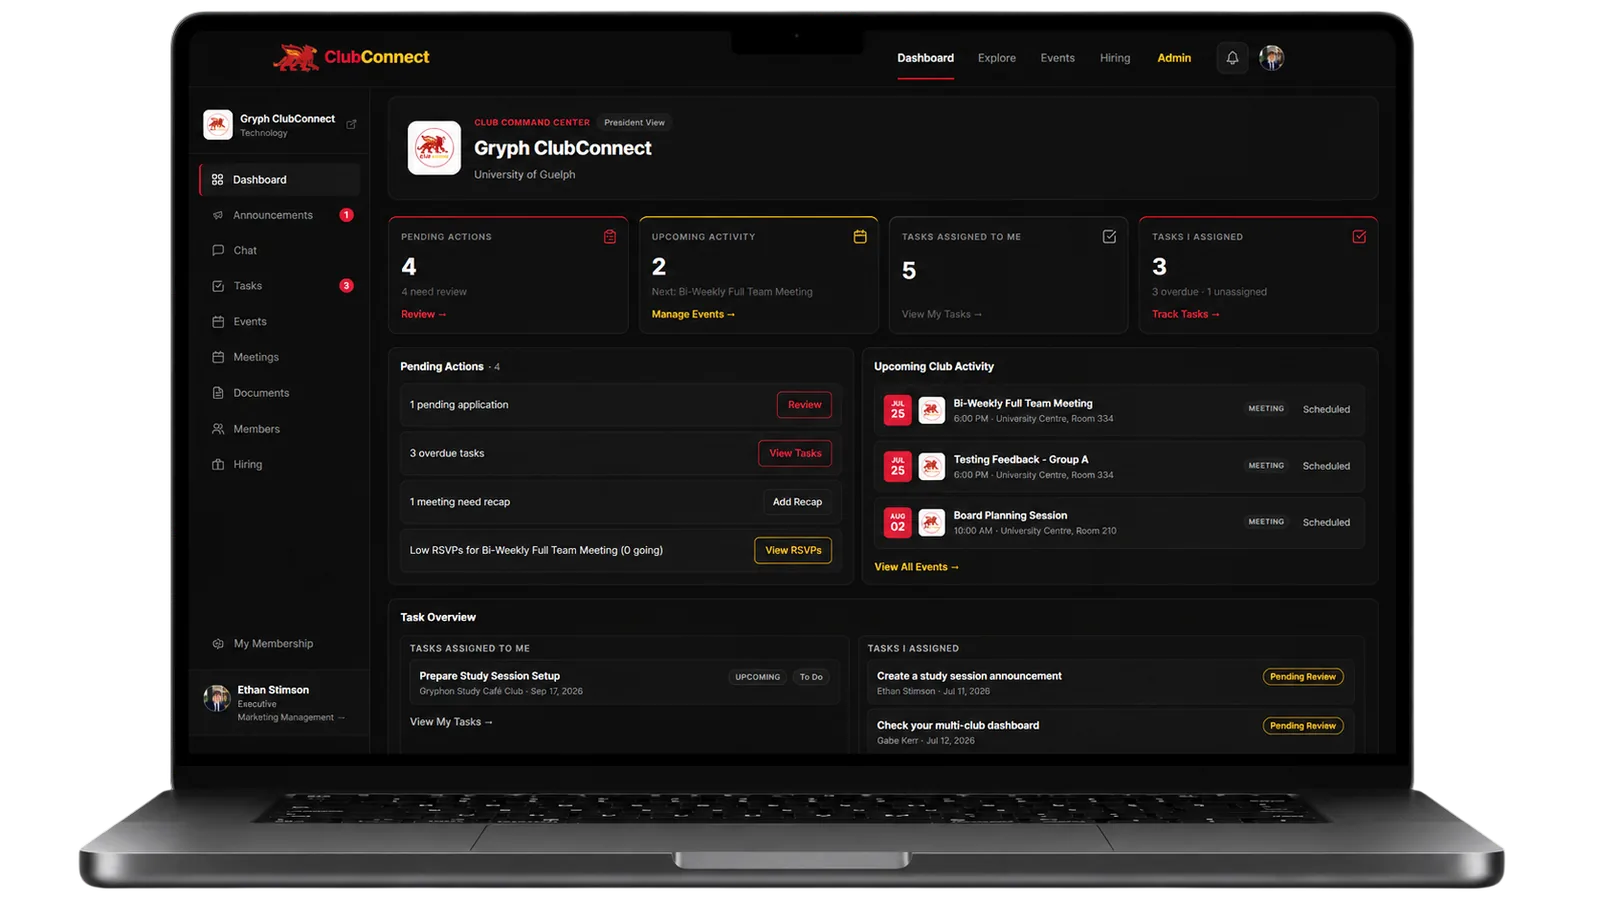 ClubConnect
Dashboard Explore Events Hiring Admin
Gryph ClubConnect
Technology
Dashboard
Announcements 1
Chat
Tasks 3
Events
Meetings
Documents
Members
Hiring
My Membership
Ethan Stimson
Executive
Marketing Management →
CLUB COMMAND CENTER President View
Gryph ClubConnect
University of Guelph
PENDING ACTIONS
4
4 need review
Review →
UPCOMING ACTIVITY
2
Next: Bi-Weekly Full Team Meeting
Manage Events →
TASKS ASSIGNED TO ME
5
View My Tasks →
TASKS I ASSIGNED
3
3 overdue · 1 unassigned
Track Tasks →
Pending Actions · 4
1 pending application Review
3 overdue tasks View Tasks
1 meeting need recap Add Recap
Low RSVPs for Bi-Weekly Full Team Meeting (0 going) View RSVPs
Upcoming Club Activity
JUL 25
Bi-Weekly Full Team Meeting
6:00 PM · University Centre, Room 334
MEETING Scheduled
JUL 25
Testing Feedback - Group A
6:00 PM · University Centre, Room 334
MEETING Scheduled
AUG 02
Board Planning Session
10:00 AM · University Centre, Room 210
MEETING Scheduled
View All Events →
Task Overview
TASKS ASSIGNED TO ME
Prepare Study Session Setup
Gryphon Study Café Club · Sep 17, 2026
UPCOMING To Do
View My Tasks →
TASKS I ASSIGNED
Create a study session announcement
Ethan Stimson · Jul 11, 2026
Pending Review
Check your multi-club dashboard
Gabe Kerr · Jul 12, 2026
Pending Review